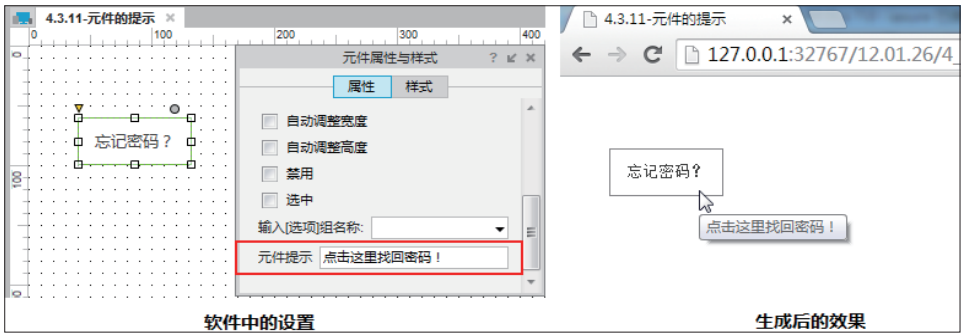 4.3.11-元件的提示 ×
0 100 200 300 400
0
元件属性与样式 ?
属性 样式
自动调整宽度
自动调整高度
禁用
选中
输入[选项]组名称:
元件提示 点击这里找回密码！
忘记密码？
100
软件中的设置
4.3.11-元件的提示 ×
127.0.0.1:32767/12.01.26/4_
忘记密码？
点击这里找回密码！
生成后的效果